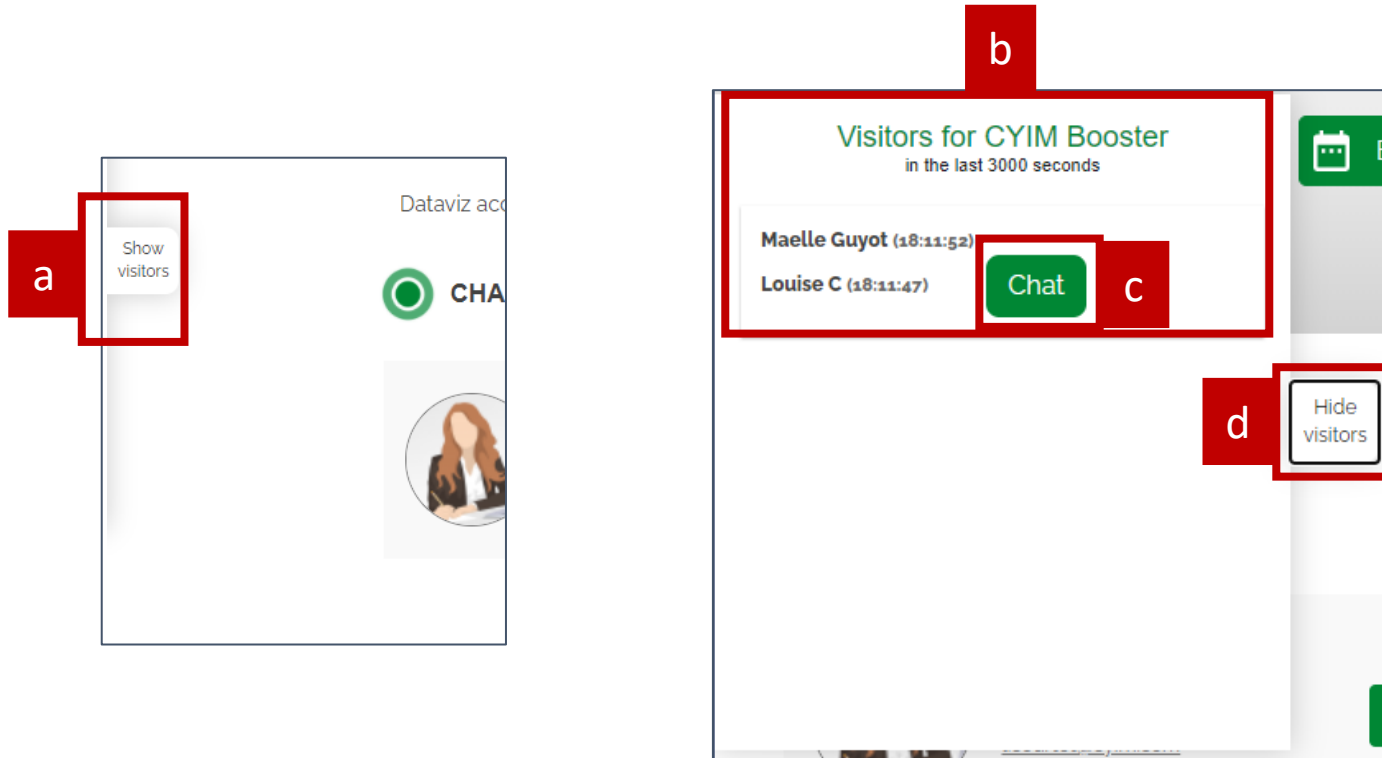 b
Visitors for CYIM Booster
in the last 3000 seconds
Dataviz
Show
visitors
a
Maelle Guyot (18:11:52)
CHA
Louise C (18:11:47)
Chat
c
d
Hide
visitors